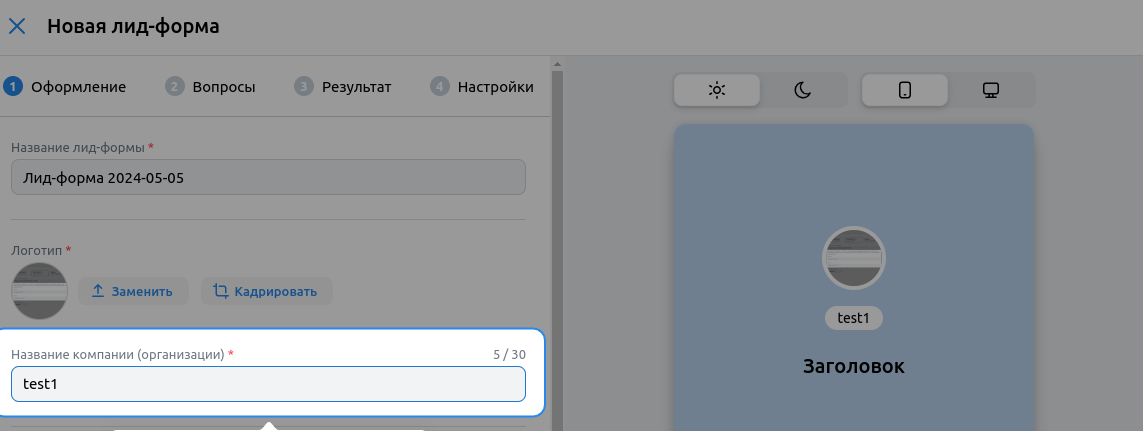 Новая лид-форма
1 Оформление 2 Вопросы 3 Результат 4 Настройки
Название лид-формы *
Лид-форма 2024-05-05
Логотип *
Заменить Кадрировать
Название компании (организации) * 5 / 30
test1
test1
Заголовок